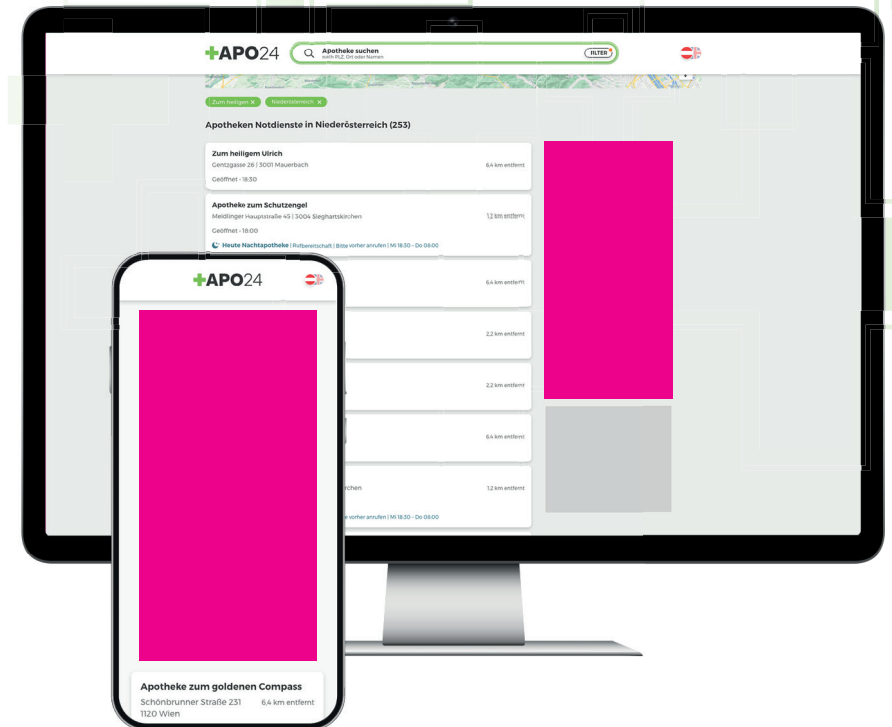 +APO24
Apotheke suchen
nach PLZ, Ort oder Namen
FILTER
Zum heiligen X
Niederösterreich X
Apotheken Notdienste in Niederösterreich (253)
Zum heiligem Ulrich
Gentzgasse 26 | 3001 Mauerbach
6,4 km entfernt
Geöffnet - 18:30
Apotheke zum Schutzengel
Meidlinger Hauptstraße 45 | 3004 Sieghartskirchen
1,2 km entfernt
Geöffnet - 18:00
Heute Nachtapotheke | Rufbereitschaft | Bitte vorher anrufen | Mi 18:30 - Do 08:00
6,4 km entfernt
2,2 km entfernt
2,2 km entfernt
6,4 km entfernt
rchen
1,2 km entfernt
te vorher anrufen | Mi 18:30 - Do 08:00
+APO24
Apotheke zum goldenen Compass
Schönbrunner Straße 231
6,4 km entfernt
1120 Wien